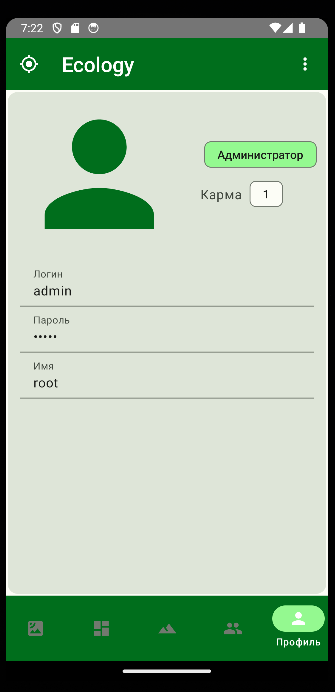 7:22
Ecology
Администратор
Карма 1
Логин
admin
Пароль
•••••
Имя
root
Профиль